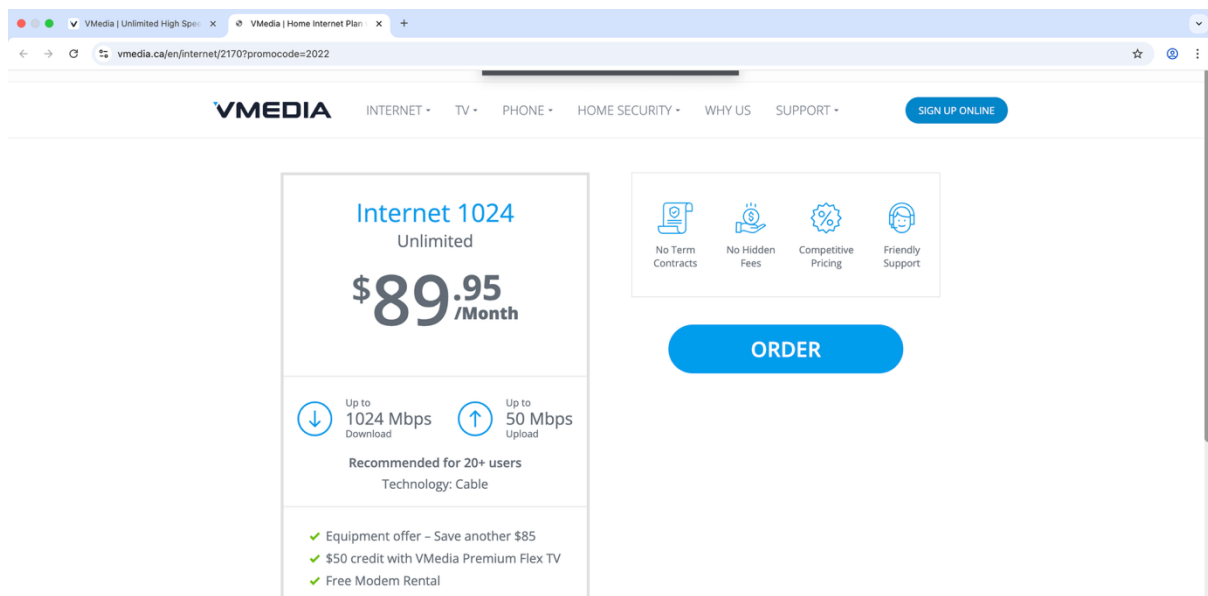 VMedia | Unlimited High Spee
VMedia | Home Internet Plan
vmedia.ca/en/internet/2170?promocode=2022
VMEDIA INTERNET TV PHONE HOME SECURITY WHY US SUPPORT SIGN UP ONLINE
Internet 1024
Unlimited
$89.95
/Month
Up to
1024 Mbps
Download
Up to
50 Mbps
Upload
Recommended for 20+ users
Technology: Cable
Equipment offer – Save another $85
$50 credit with VMedia Premium Flex TV
Free Modem Rental
No Term
Contracts
No Hidden
Fees
Competitive
Pricing
Friendly
Support
ORDER